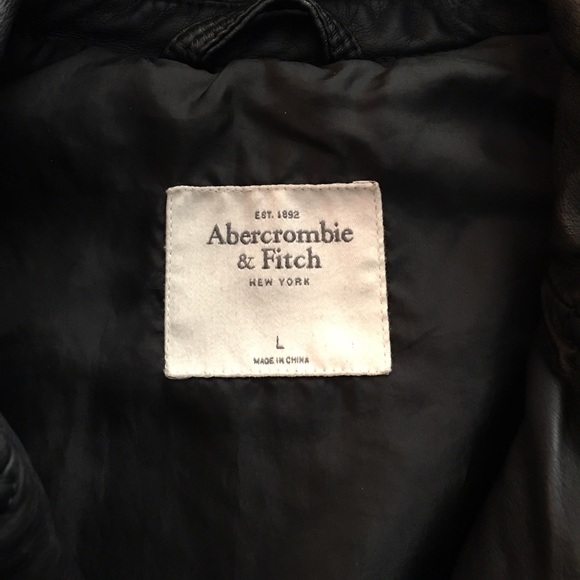 EST. 1892
Abercrombie
& Fitch
NEW YORK
L
MADE IN CHINA